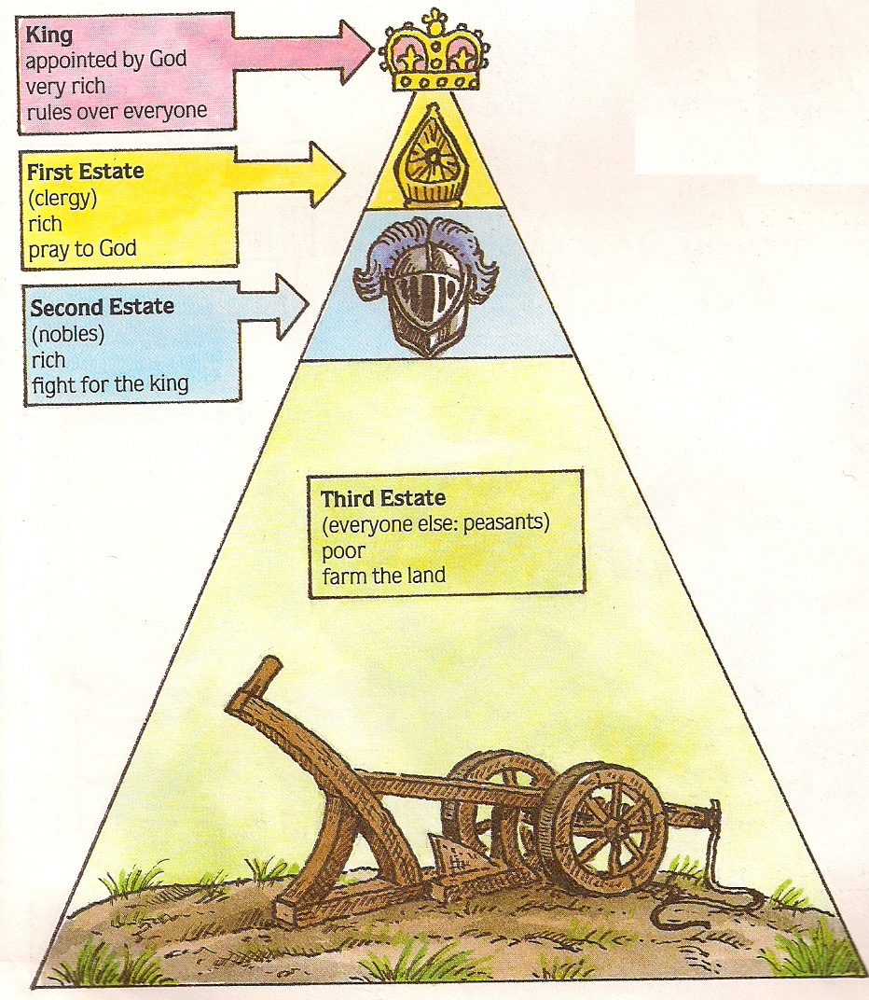 King
appointed by God
very rich
rules over everyone
First Estate
(clergy)
rich
pray to God
Second Estate
(nobles)
rich
fight for the king
Third Estate
(everyone else: peasants)
poor
farm the land